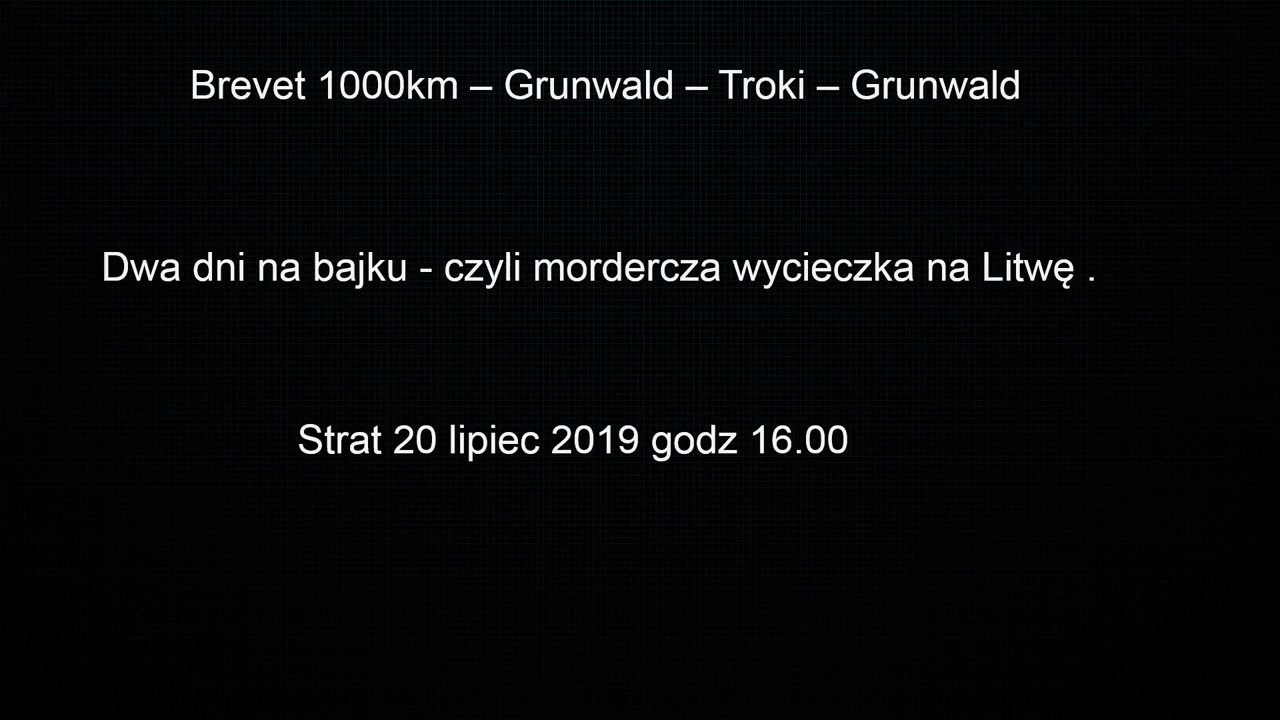 Brevet 1000km – Grunwald – Troki – Grunwald
Dwa dni na bajku - czyli mordercza wycieczka na Litwę .
Strat 20 lipiec 2019 godz 16.00